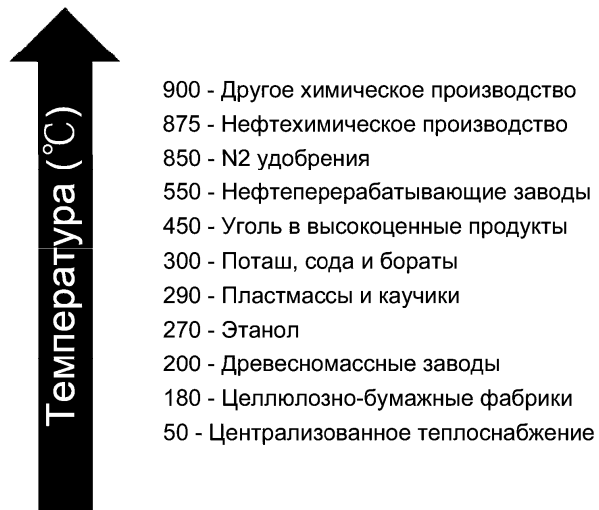 Температура (℃)
900 - Другое химическое производство
875 - Нефтехимическое производство
850 - N2 удобрения
550 - Нефтеперерабатывающие заводы
450 - Уголь в высокоценные продукты
300 - Поташ, сода и бораты
290 - Пластмассы и каучики
270 - Этанол
200 - Древесномассные заводы
180 - Целлюлозно-бумажные фабрики
50 - Централизованное теплоснабжение